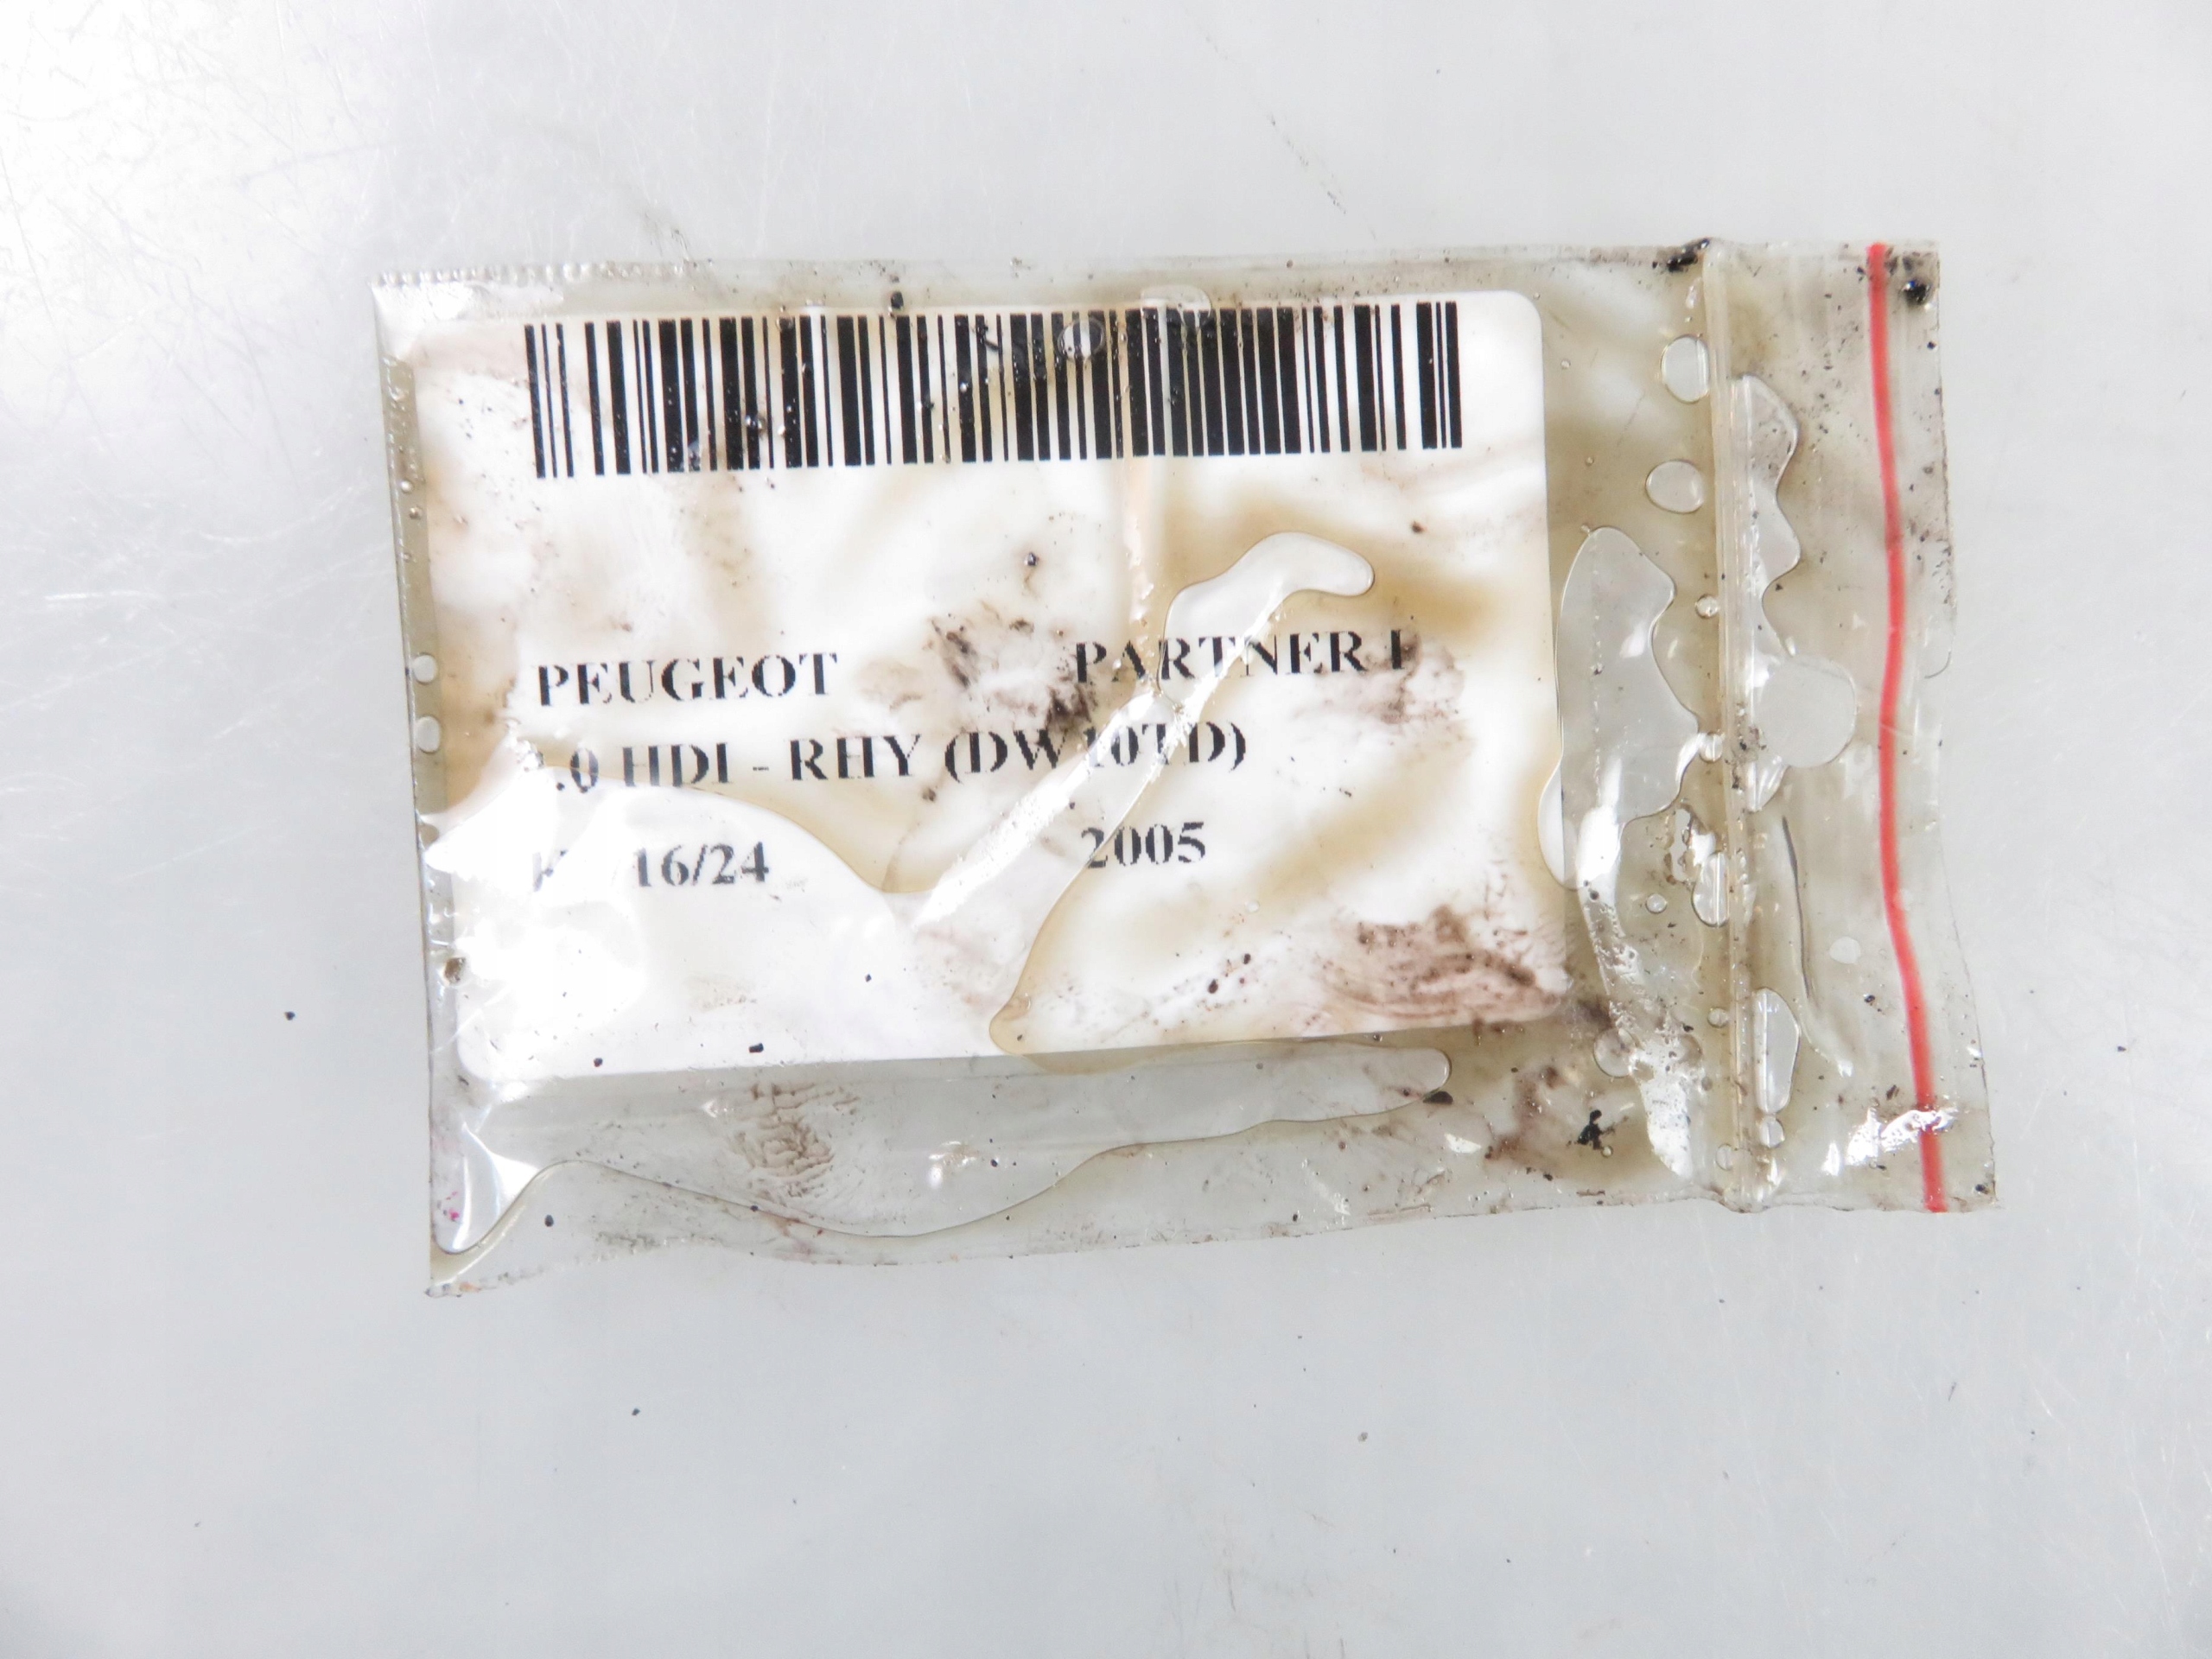 PEUGEOT PARTNER I
2.0 HDI - RHY (DW10TD)
16/24 2005